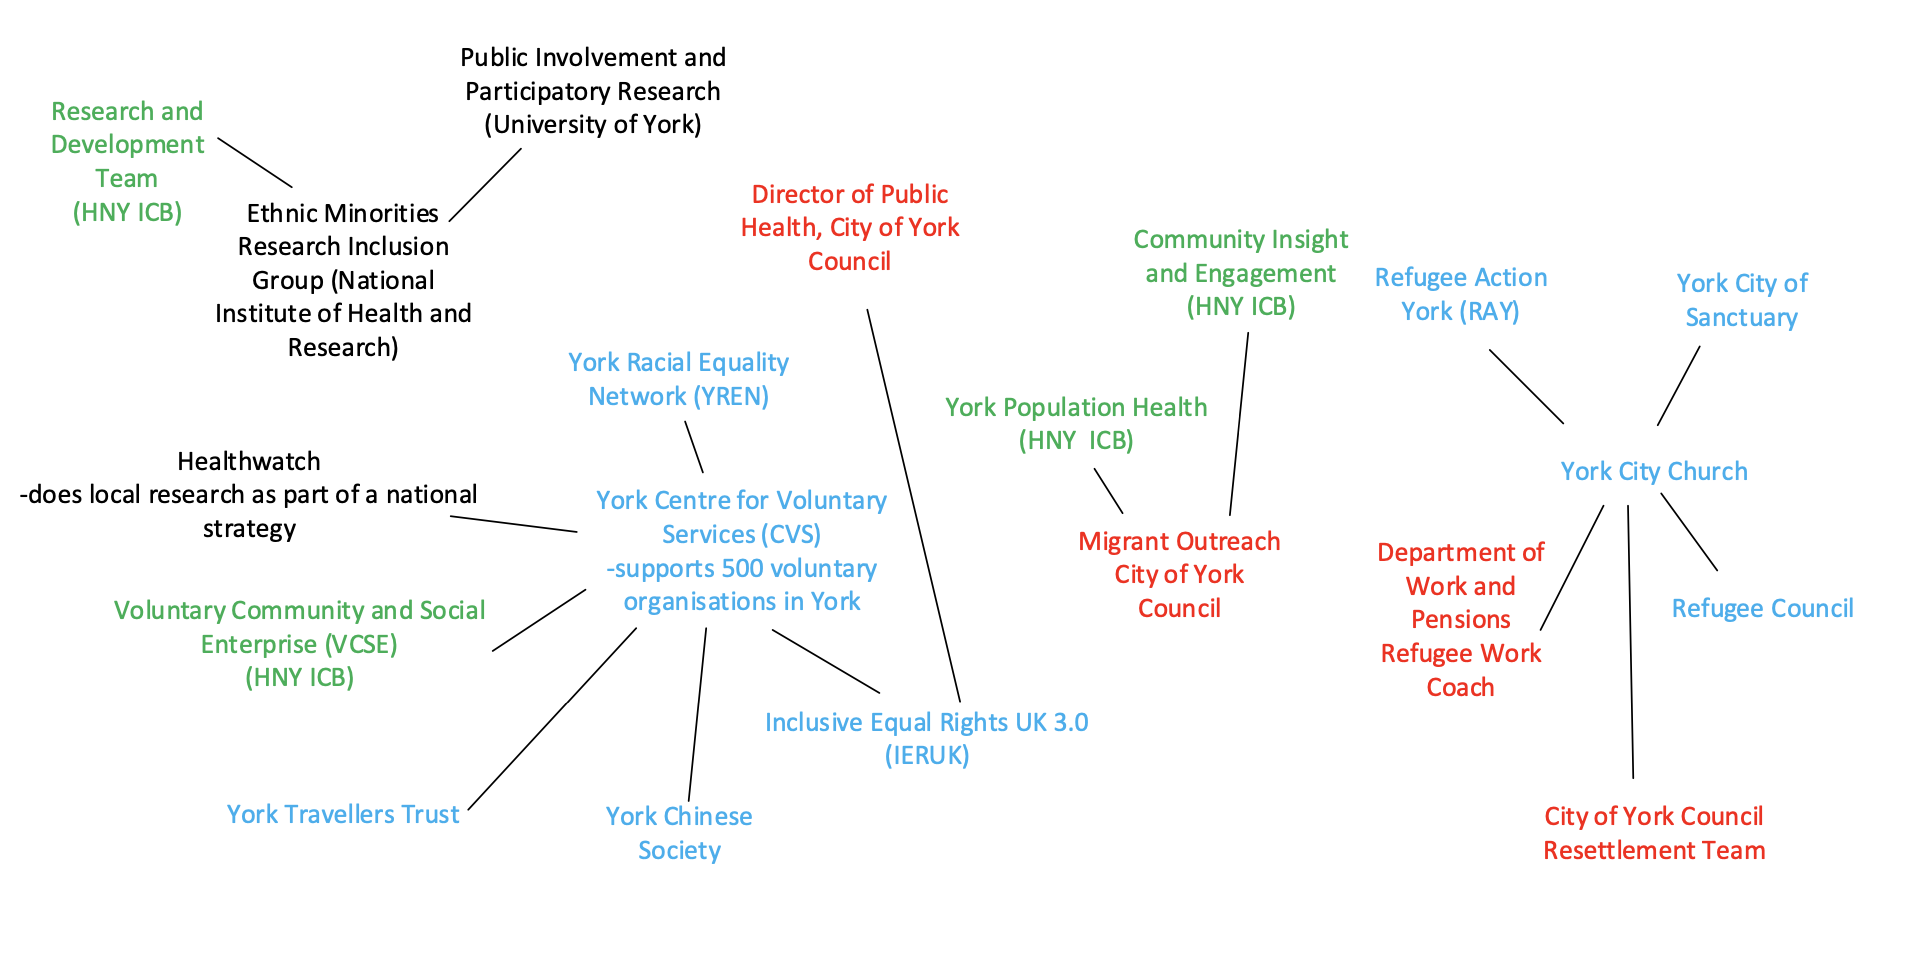 Public Involvement and
Participatory Research
(University of York)
Research and
Development
Team
(HNY ICB)
Ethnic Minorities
Research Inclusion
Group (National
Institute of Health and
Research)
Director of Public
Health, City of York
Council
Community Insight
and Engagement
(HNY ICB)
Refugee Action
York (RAY)
York City of
Sanctuary
York Racial Equality
Network (YREN)
York Population Health
(HNY  ICB)
Healthwatch
-does local research as part of a national
strategy
York Centre for Voluntary
Services (CVS)
-supports 500 voluntary
organisations in York
Migrant Outreach
City of York
Council
York City Church
Department of
Work and
Pensions
Refugee Work
Coach
Refugee Council
Voluntary Community and Social
Enterprise (VCSE)
(HNY ICB)
Inclusive Equal Rights UK 3.0
(IERUK)
York Travellers Trust
York Chinese
Society
City of York Council
Resettlement Team